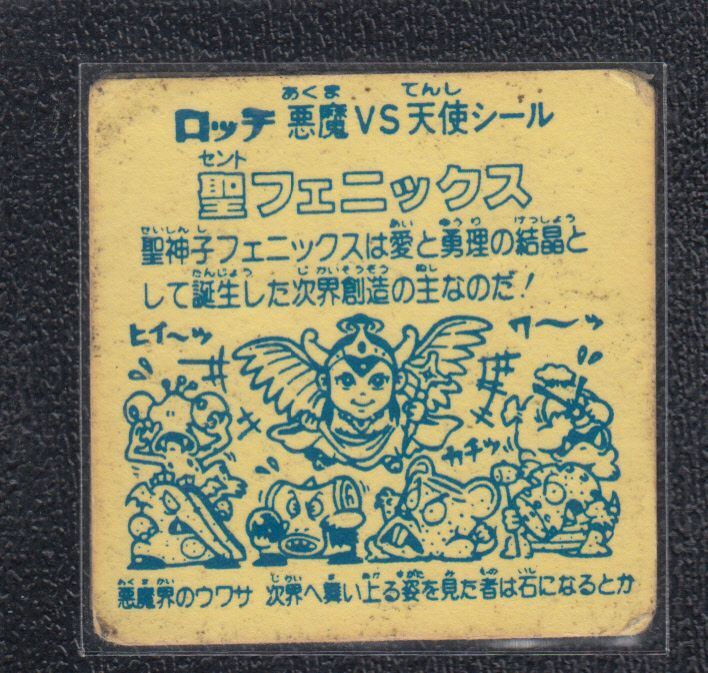 ロッチ 悪魔VS天使シール
聖フェニックス
聖神子フェニックスは愛と勇理の結晶と
して誕生した次界創造の主なのだ!
ヒイ〜ッ
ワ〜〜ッ
カチッ!!
悪魔界のウワサ 次界へ舞い上る姿を見た者は石になるとか